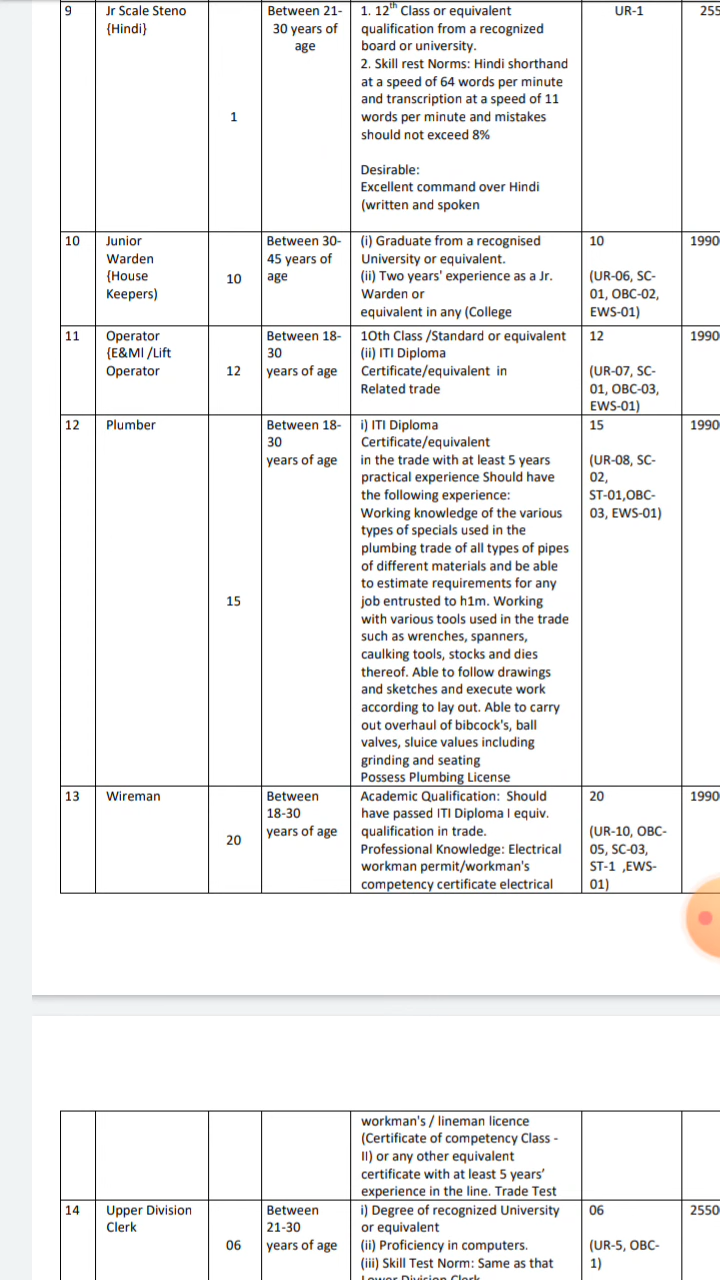 9
Jr Scale Steno
{Hindi}
1
Between 21-
30 years of
age
1. 12th Class or equivalent
qualification from a recognized
board or university.
2. Skill rest Norms: Hindi shorthand
at a speed of 64 words per minute
and transcription at a speed of 11
words per minute and mistakes
should not exceed 8%
Desirable:
Excellent command over Hindi
(written and spoken
UR-1
255
10
Junior
Warden
{House
Keepers)
10
Between 30-
45 years of
age
(i) Graduate from a recognised
University or equivalent.
(ii) Two years' experience as a Jr.
Warden or
equivalent in any (College
10
(UR-06, SC-
01, OBC-02,
EWS-01)
1990
11
Operator
{E&MI /Lift
Operator
12
Between 18-
30
years of age
10th Class /Standard or equivalent
(ii) ITI Diploma
Certificate/equivalent in
Related trade
12
(UR-07, SC-
01, OBC-03,
EWS-01)
1990
12
Plumber
15
Between 18-
30
years of age
i) ITI Diploma
Certificate/equivalent
in the trade with at least 5 years
practical experience Should have
the following experience:
Working knowledge of the various
types of specials used in the
plumbing trade of all types of pipes
of different materials and be able
to estimate requirements for any
job entrusted to h1m. Working
with various tools used in the trade
such as wrenches, spanners,
caulking tools, stocks and dies
thereof. Able to follow drawings
and sketches and execute work
according to lay out. Able to carry
out overhaul of bibcock's, ball
valves, sluice values including
grinding and seating
Possess Plumbing License
15
(UR-08, SC-
02,
ST-01,OBC-
03, EWS-01)
1990
13
Wireman
20
Between
18-30
years of age
Academic Qualification: Should
have passed ITI Diploma I equiv.
qualification in trade.
Professional Knowledge: Electrical
workman permit/workman's
competency certificate electrical
20
(UR-10, OBC-
05, SC-03,
ST-1 ,EWS-
01)
1990
workman's / lineman licence
(Certificate of competency Class -
II) or any other equivalent
certificate with at least 5 years'
experience in the line. Trade Test
14
Upper Division
Clerk
06
Between
21-30
years of age
i) Degree of recognized University
or equivalent
(ii) Proficiency in computers.
(iii) Skill Test Norm: Same as that
Lower Division Clerk
06
(UR-5, OBC-
1)
2550